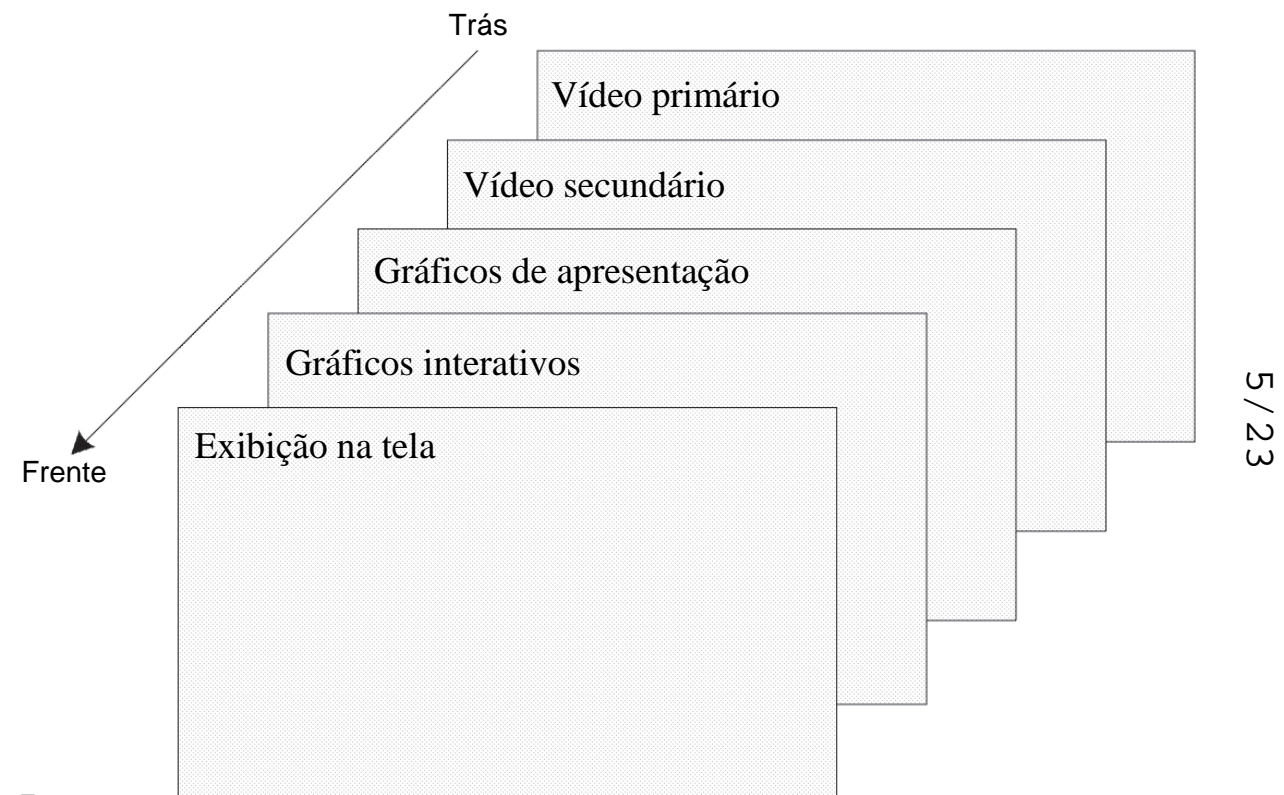 Trás
Vídeo primário
Vídeo secundário
Gráficos de apresentação
Gráficos interativos
Exibição na tela
Frente
5/23